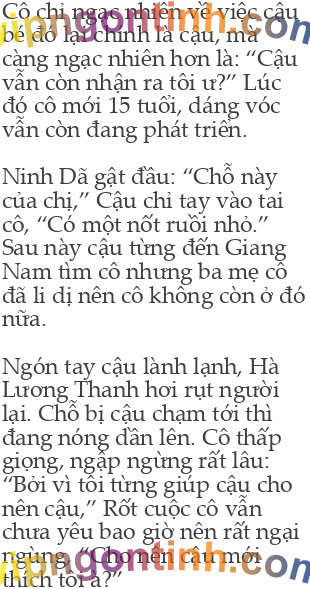 Cô chỉ ngạc nhiên về việc cậu
bé đó lại chính là cậu, mà
càng ngạc nhiên hơn là: “Cậu
vẫn còn nhận ra tôi ư?” Lúc
đó cô mới 15 tuổi, dáng vóc
vẫn còn đang phát triển.
Ninh Dã gật đầu: “Chỗ này
của chị,” Cậu chỉ tay vào tai
cô, “Có một nốt ruồi nhỏ.”
Sau này cậu từng đến Giang
Nam tìm cô nhưng ba mẹ cô
đã li dị nên cô không còn ở đó
nữa.
Ngón tay cậu lành lạnh, Hà
Lương Thanh hơi rụt người
lại. Chỗ bị cậu chạm tới thì
đang nóng dần lên. Cô thấp
giọng, ngập ngừng rất lâu:
“Bởi vì tôi từng giúp cậu cho
nên cậu,” Rốt cuộc cô vẫn
chưa yêu bao giờ nên rất ngại
ngùng, “Cho nên cậu mới
thích tôi à?”